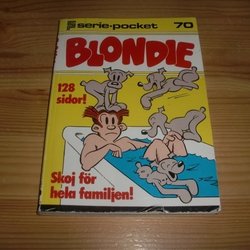 serie-pocket 70
BLONDIE
128
sidor!
Skoj för
hela familjen!